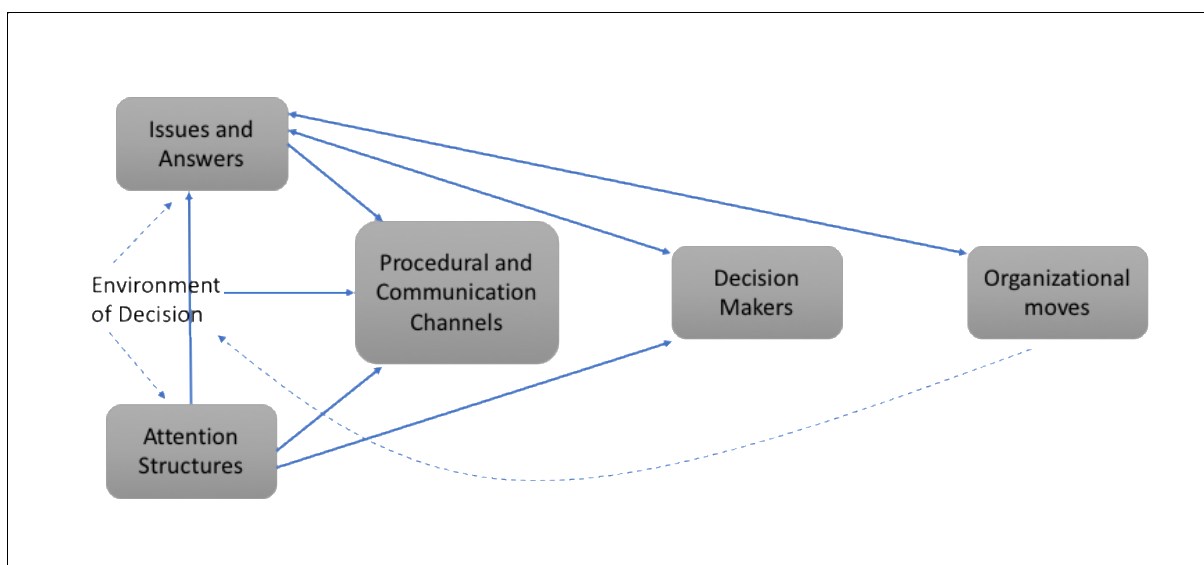 Issues and
Answers
Procedural and
Communication
Channels
Decision
Makers
Organizational
moves
Environment
of Decision
Attention
Structures